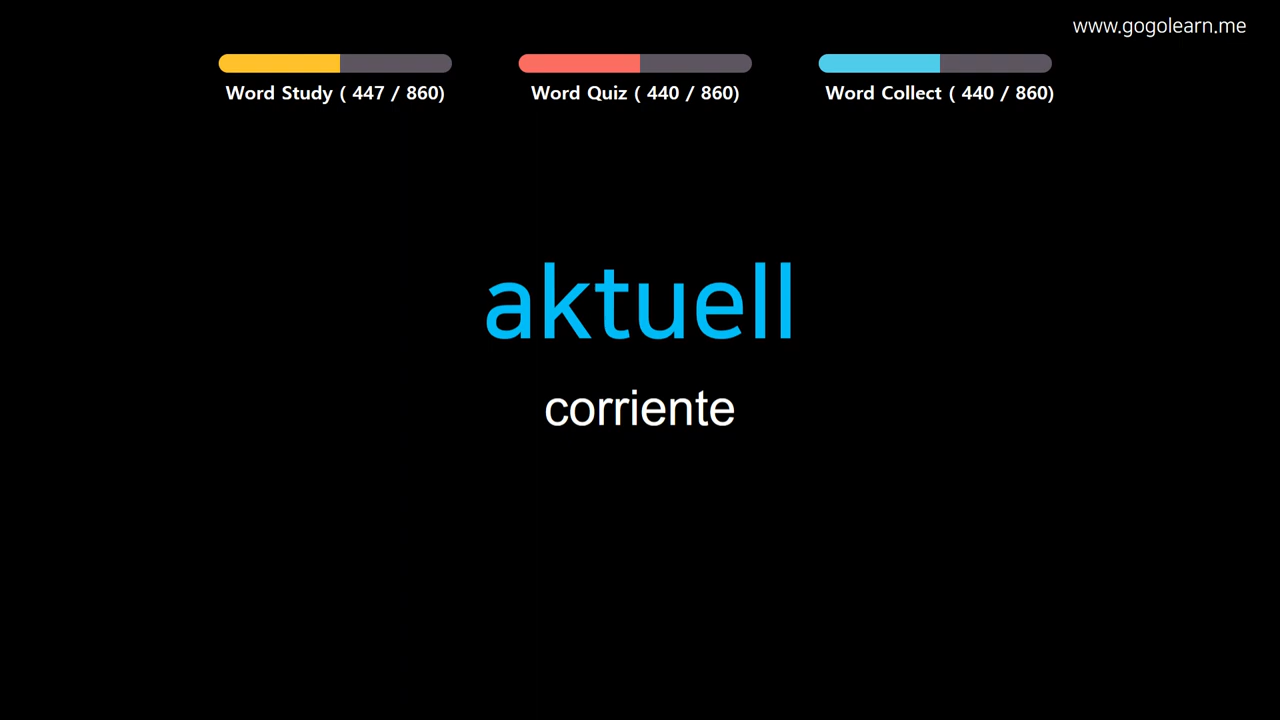 www.gogolearn.me
Word Study ( 447 / 860)
Word Quiz ( 440 / 860)
Word Collect ( 440 / 860)
aktuell
corriente